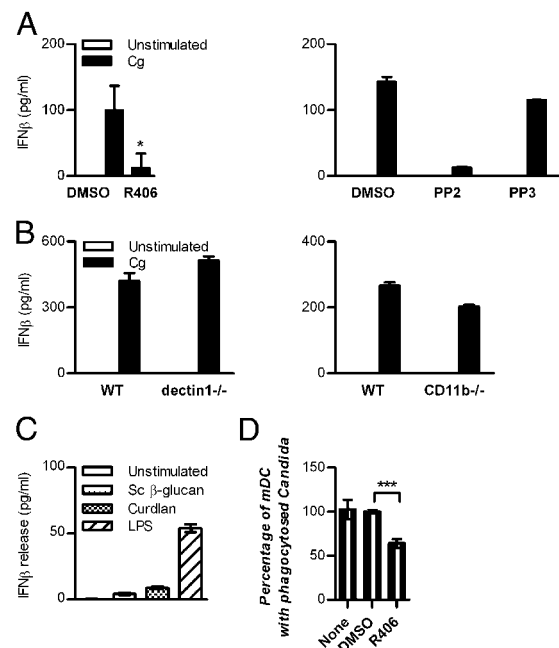 A
Unstimulated
Cg
IFNβ (pg/ml)
200
100
0
*
DMSO R406
200
100
0
DMSO PP2 PP3
B
Unstimulated
Cg
IFNβ (pg/ml)
600
300
0
WT dectin1-/-
400
200
0
WT CD11b-/-
C
Unstimulated
Sc β-glucan
Curdlan
LPS
IFNβ release (pg/ml)
100
50
0
D
Percentage of mDC
with phagocytosed Candida
150
100
50
0
***
None DMSO R406